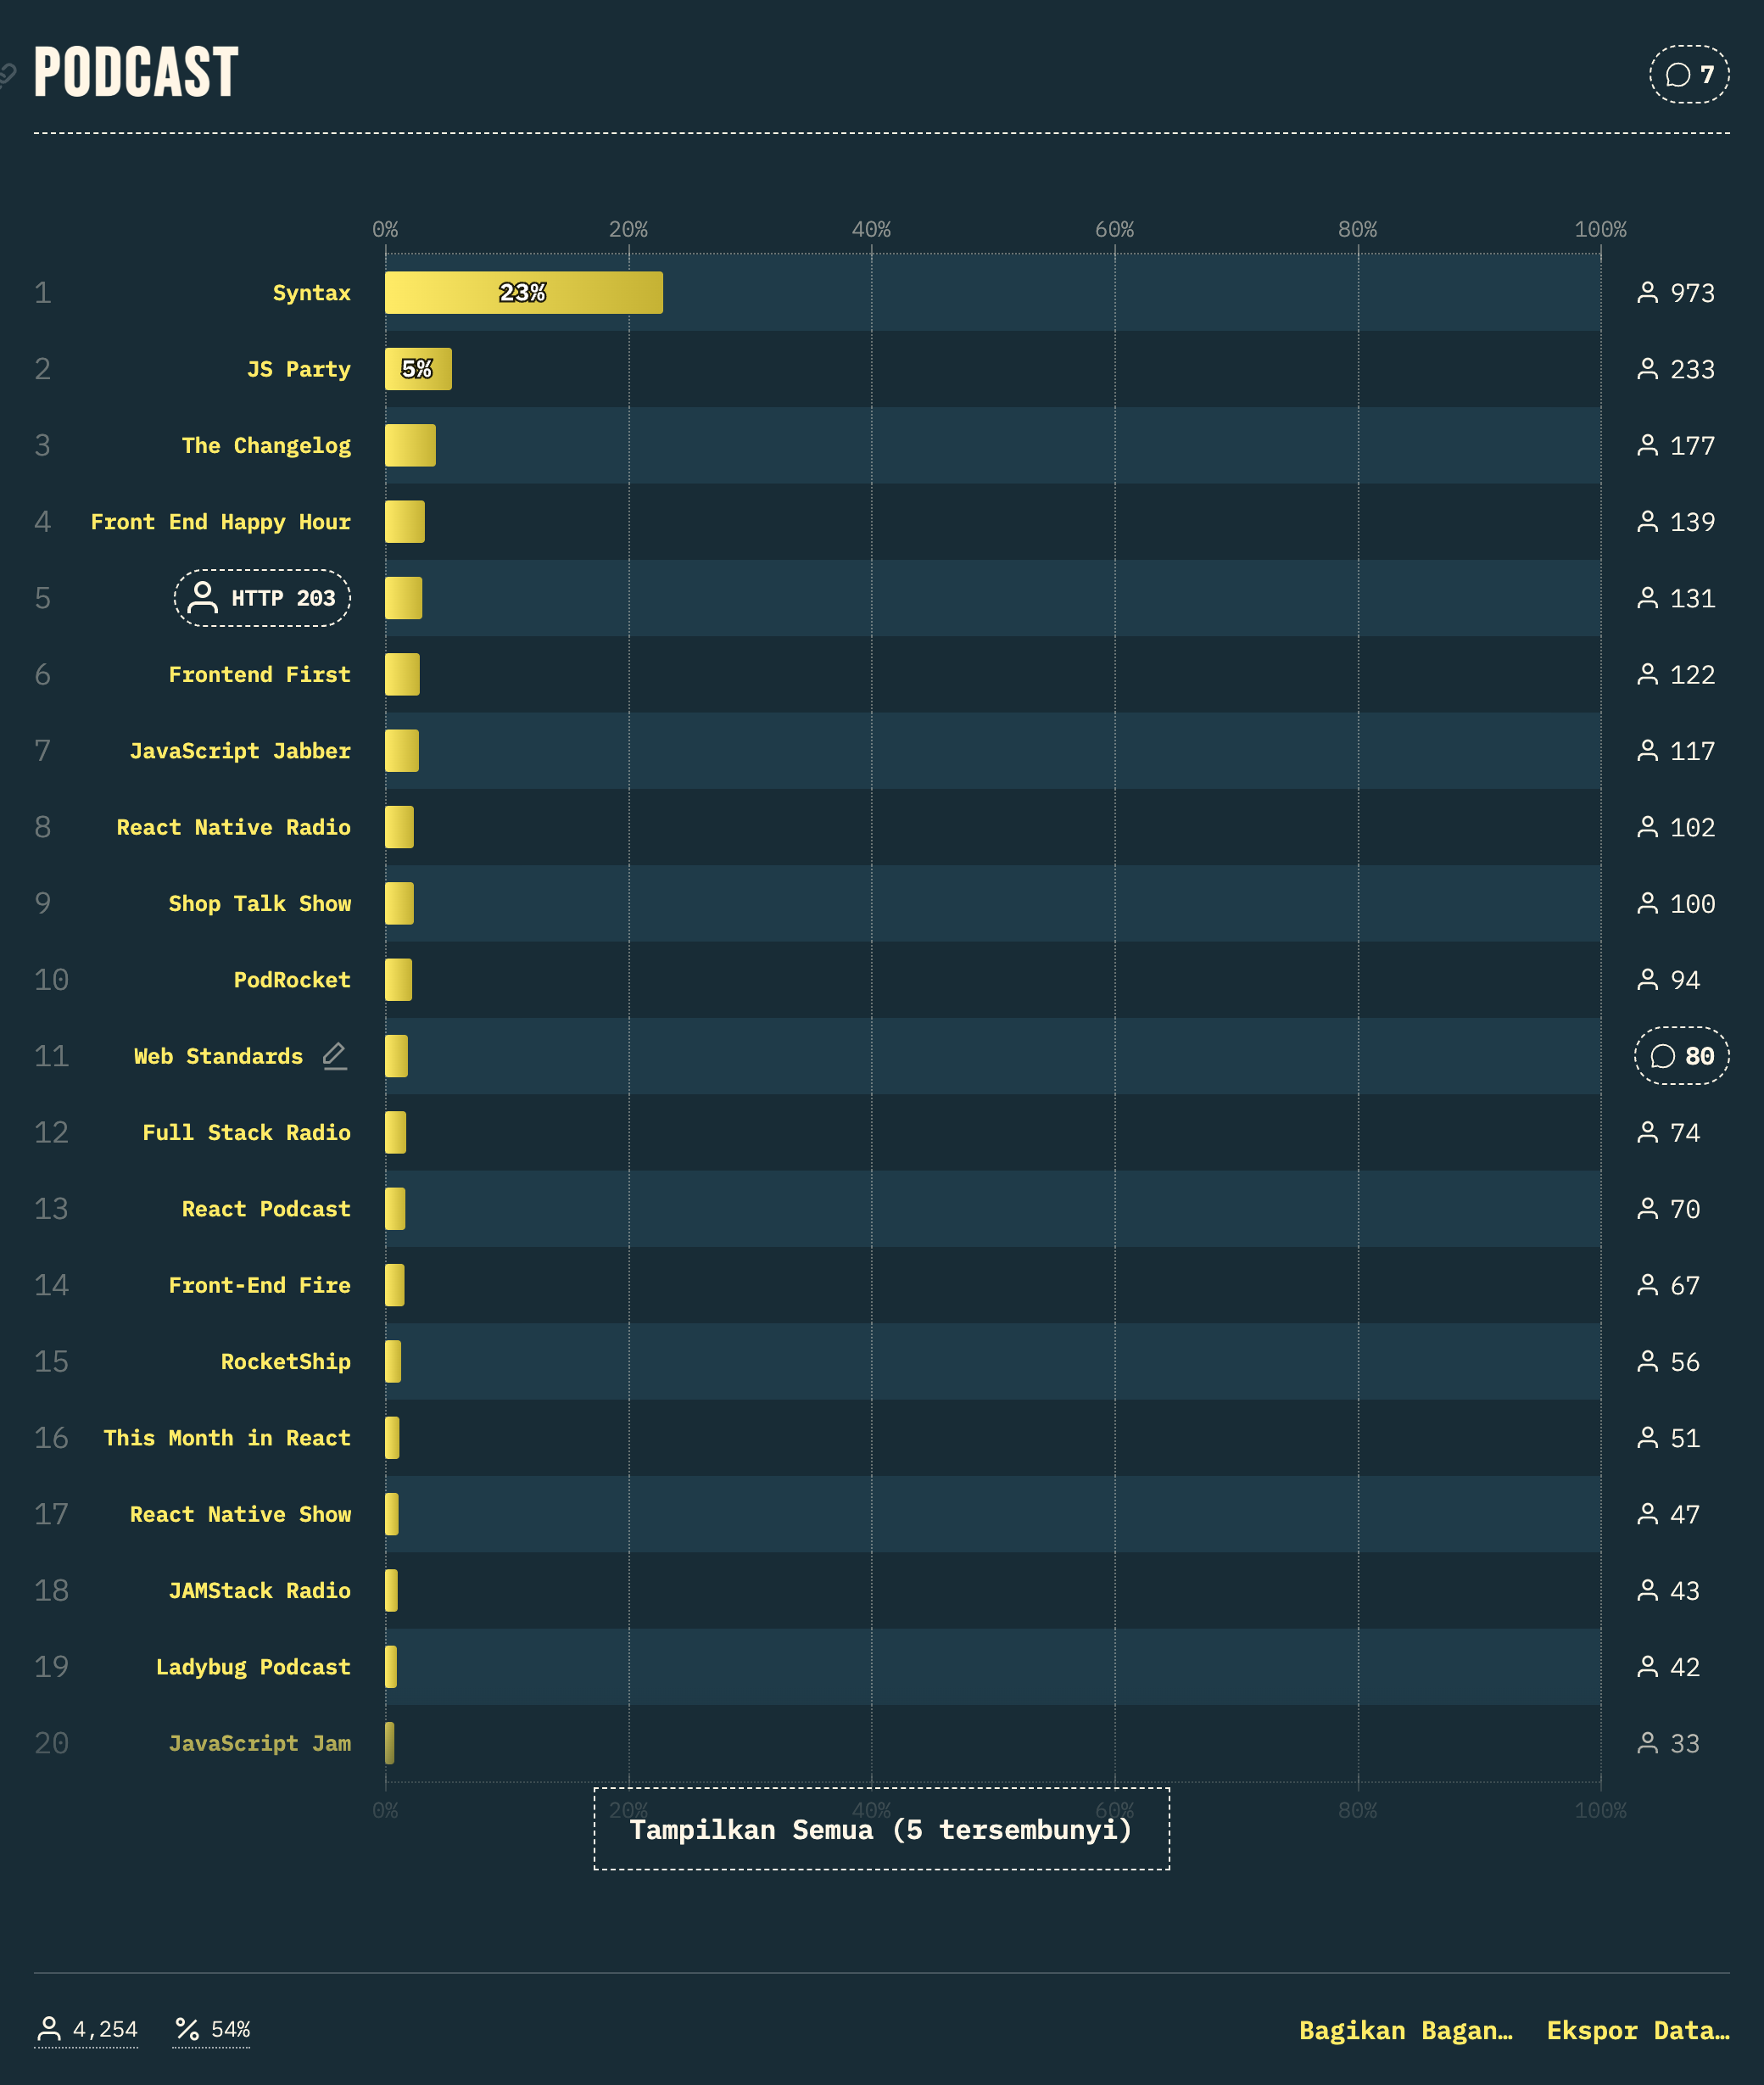 PODCAST
7
0% 20% 40% 60% 80% 100%
1 Syntax 23% 973
2 JS Party 5% 233
3 The Changelog 177
4 Front End Happy Hour 139
5 HTTP 203 131
6 Frontend First 122
7 JavaScript Jabber 117
8 React Native Radio 102
9 Shop Talk Show 100
10 PodRocket 94
11 Web Standards 80
12 Full Stack Radio 74
13 React Podcast 70
14 Front-End Fire 67
15 RocketShip 56
16 This Month in React 51
17 React Native Show 47
18 JAMStack Radio 43
19 Ladybug Podcast 42
20 JavaScript Jam 33
0% 20% 40% 60% 80% 100%
Tampilkan Semua (5 tersembunyi)
4,254 54% Bagikan Bagan… Ekspor Data…